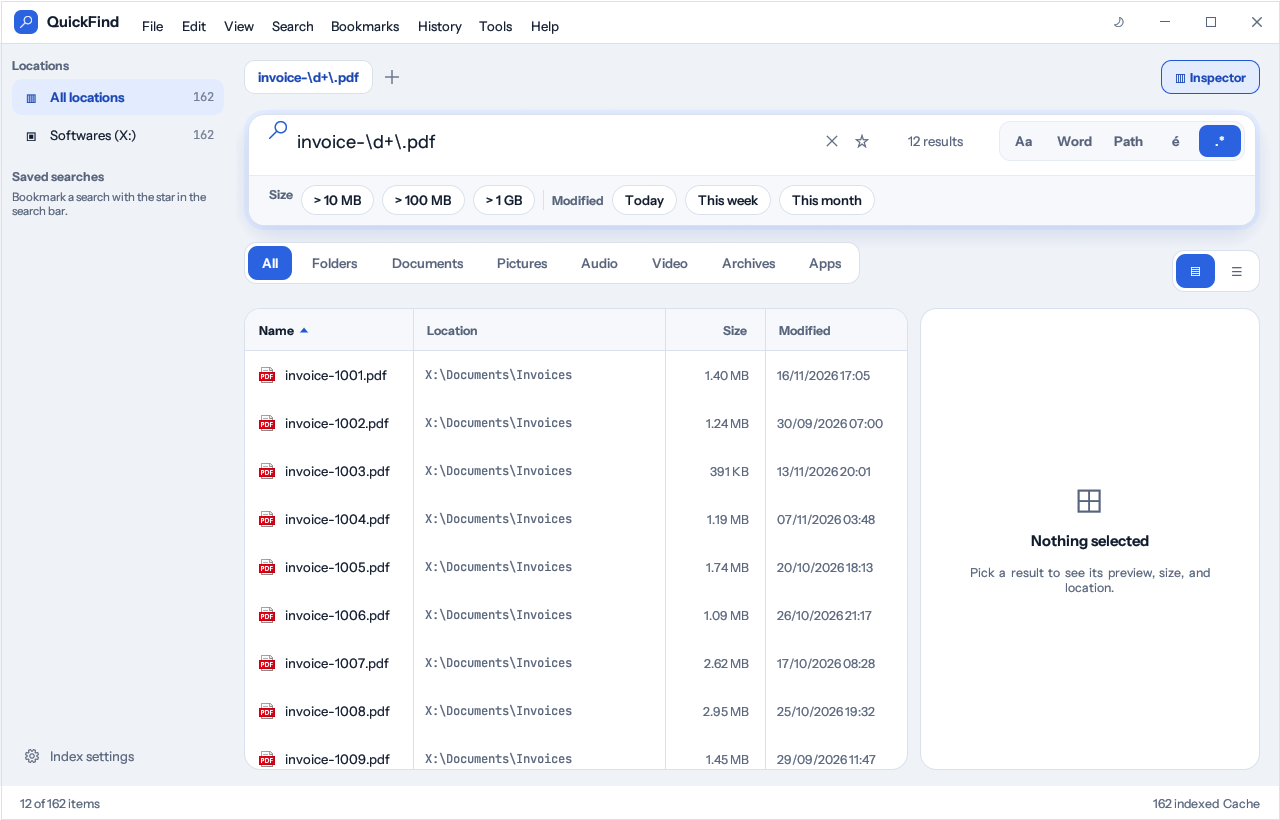 QuickFind File Edit View Search Bookmarks History Tools Help
Locations
All locations 162
Softwares (X:) 162
Saved searches
Bookmark a search with the star in the
search bar.
Index settings
invoice-\d+\.pdf
Inspector
invoice-\d+\.pdf 12 results Aa Word Path é .*
Size > 10 MB > 100 MB > 1 GB Modified Today This week This month
All Folders Documents Pictures Audio Video Archives Apps
Name Location Size Modified
PDF invoice-1001.pdf X:\Documents\Invoices 1.40 MB 16/11/2026 17:05
PDF invoice-1002.pdf X:\Documents\Invoices 1.24 MB 30/09/2026 07:00
PDF invoice-1003.pdf X:\Documents\Invoices 391 KB 13/11/2026 20:01
PDF invoice-1004.pdf X:\Documents\Invoices 1.19 MB 07/11/2026 03:48
PDF invoice-1005.pdf X:\Documents\Invoices 1.74 MB 20/10/2026 18:13
PDF invoice-1006.pdf X:\Documents\Invoices 1.09 MB 26/10/2026 21:17
PDF invoice-1007.pdf X:\Documents\Invoices 2.62 MB 17/10/2026 08:28
PDF invoice-1008.pdf X:\Documents\Invoices 2.95 MB 25/10/2026 19:32
PDF invoice-1009.pdf X:\Documents\Invoices 1.45 MB 29/09/2026 11:47
Nothing selected
Pick a result to see its preview, size, and
location.
12 of 162 items
162 indexed Cache